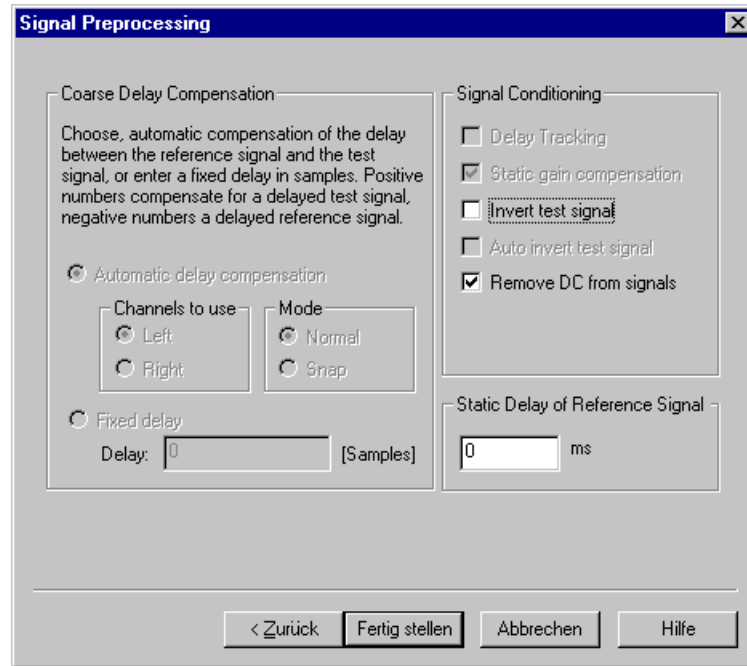 Signal Preprocessing
Coarse Delay Compensation
Choose, automatic compensation of the delay
between the reference signal and the test
signal, or enter a fixed delay in samples. Positive
numbers compensate for a delayed test signal,
negative numbers a delayed reference signal.
Automatic delay compensation
Channels to use
Left
Right
Mode
Normal
Snap
Fixed delay
Delay: 0 [Samples]
Signal Conditioning
Delay Tracking
Static gain compensation
Invert test signal
Auto invert test signal
Remove DC from signals
Static Delay of Reference Signal
0 ms
< Zurück Fertig stellen Abbrechen Hilfe